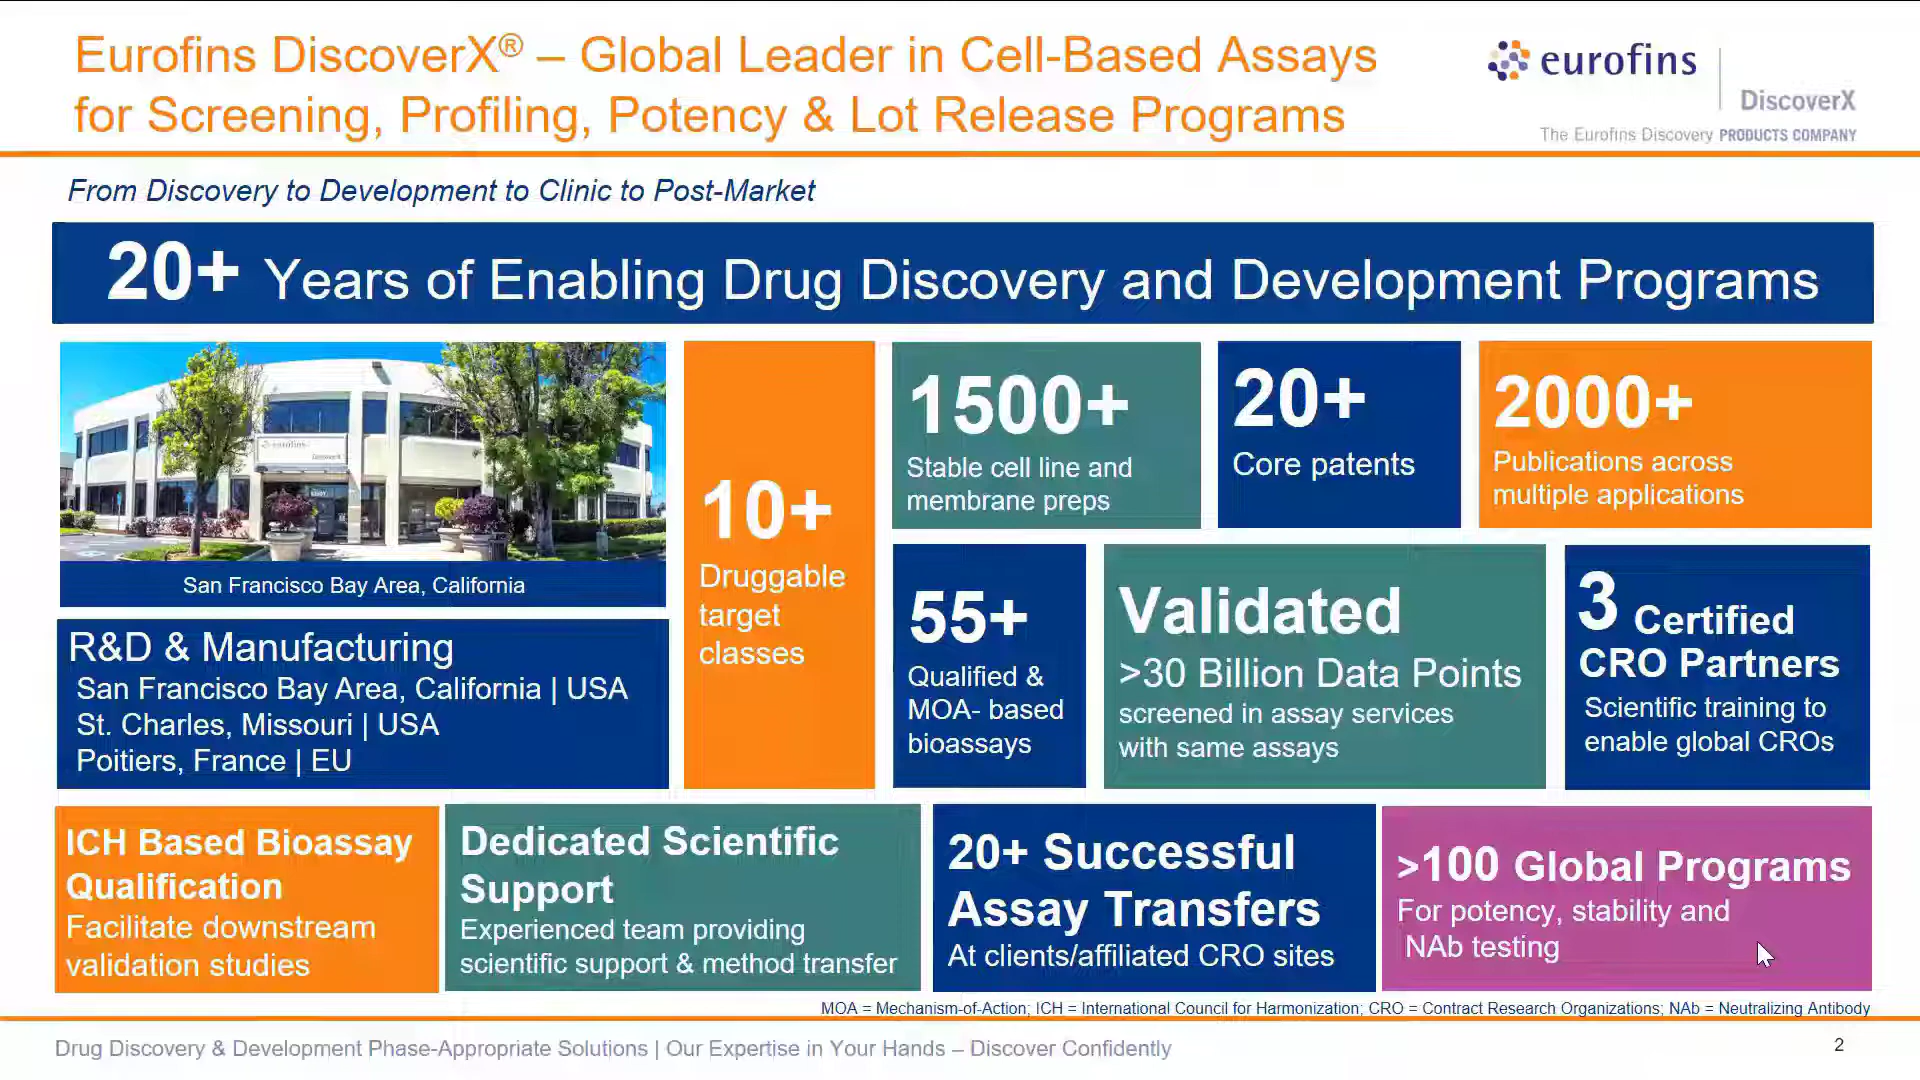 Eurofins DiscoverX® – Global Leader in Cell-Based Assays
for Screening, Profiling, Potency & Lot Release Programs
eurofins
DiscoverX
The Eurofins Discovery PRODUCTS COMPANY
From Discovery to Development to Clinic to Post-Market
20+ Years of Enabling Drug Discovery and Development Programs
eurofins
San Francisco Bay Area, California
R&D & Manufacturing
San Francisco Bay Area, California | USA
St. Charles, Missouri | USA
Poitiers, France | EU
10+
Druggable
target
classes
1500+
Stable cell line and
membrane preps
20+
Core patents
2000+
Publications across
multiple applications
55+
Qualified &
MOA- based
bioassays
Validated
>30 Billion Data Points
screened in assay services
with same assays
3 Certified
CRO Partners
Scientific training to
enable global CROs
ICH Based Bioassay
Qualification
Facilitate downstream
validation studies
Dedicated Scientific
Support
Experienced team providing
scientific support & method transfer
20+ Successful
Assay Transfers
At clients/affiliated CRO sites
>100 Global Programs
For potency, stability and
NAb testing
MOA = Mechanism-of-Action; ICH = International Council for Harmonization; CRO = Contract Research Organizations; NAb = Neutralizing Antibody
Drug Discovery & Development Phase-Appropriate Solutions | Our Expertise in Your Hands – Discover Confidently
2